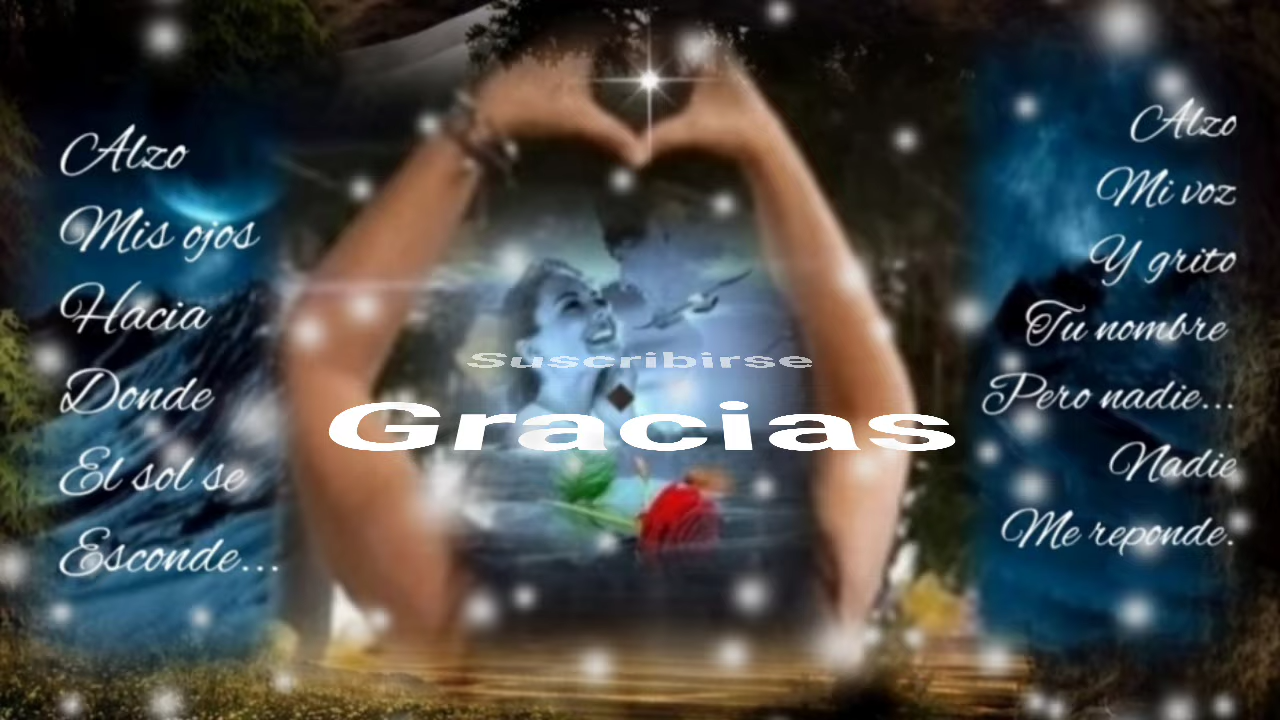 Alzo
Mis ojos
Hacia
Donde
El sol se
Esconde...
Suscribirse
Gracias
Alzo
Mi voz
Y grito
Tu nombre
Pero nadie...
Nadie
Me reponde.